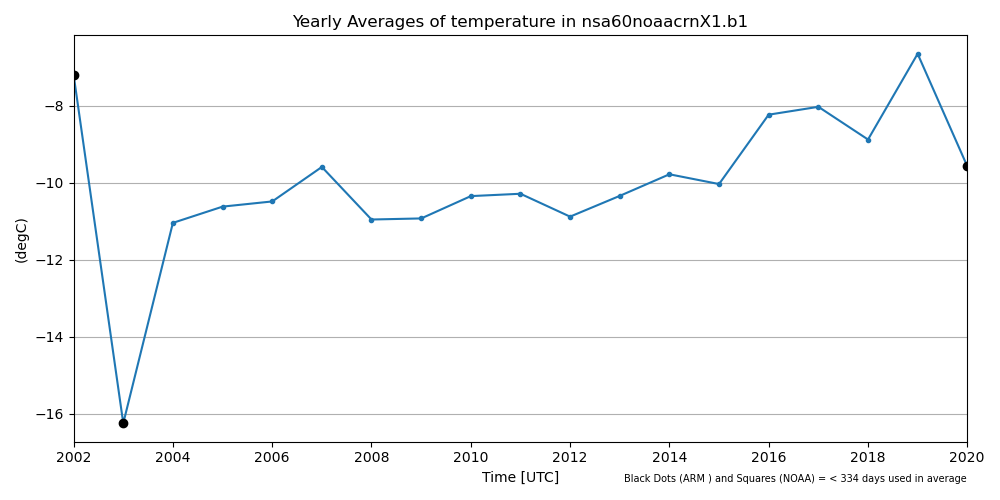 Yearly Averages of temperature in nsa60noaacrnX1.b1
(degC)
−8
−10
−12
−14
−16
2002 2004 2006 2008 2010 2012 2014 2016 2018 2020
Time [UTC]
Black Dots (ARM ) and Squares (NOAA) = < 334 days used in average